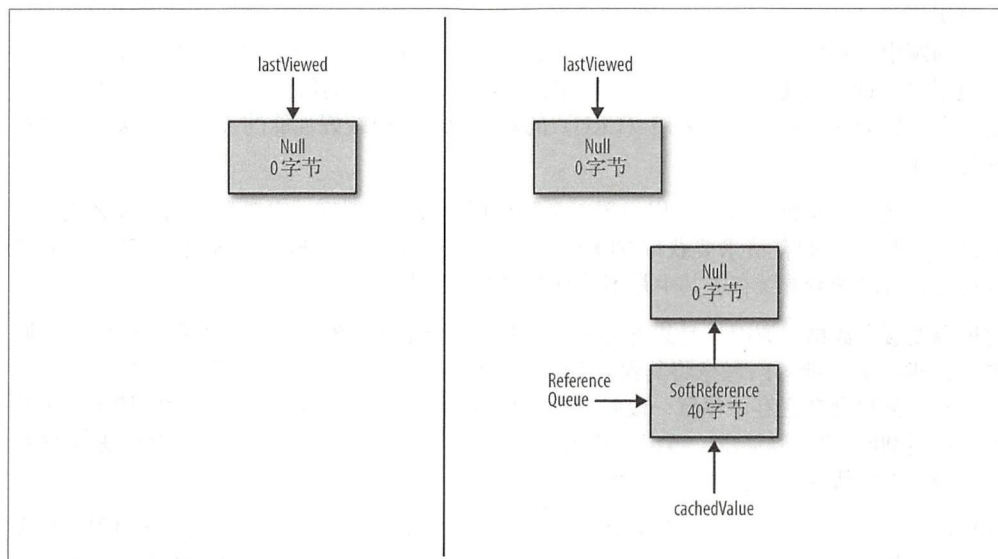 lastViewed
Null
0字节
lastViewed
Null
0字节
Null
0字节
Reference
Queue
SoftReference
40字节
cachedValue